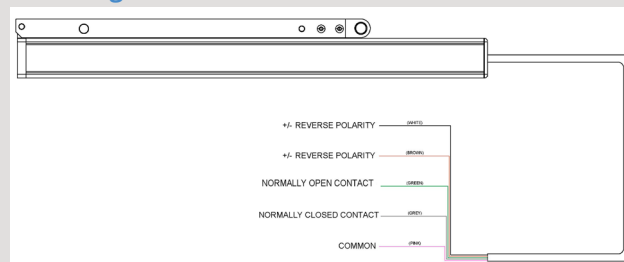 +/- REVERSE POLARITY (WHITE)
+/- REVERSE POLARITY (BROWN)
NORMALLY OPEN CONTACT (GREEN)
NORMALLY CLOSED CONTACT (GREY)
COMMON (PINK)